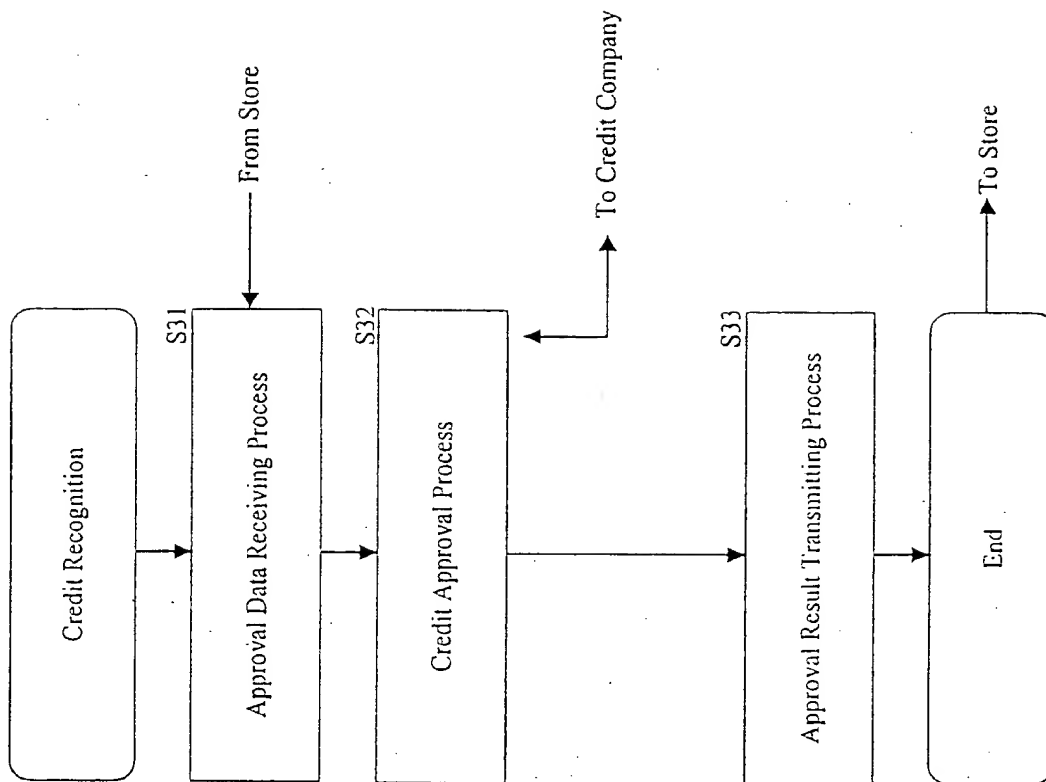 Credit Recognition
S31
Approval Data Receiving Process
From Store
S32
Credit Approval Process
To Credit Company
S33
Approval Result Transmitting Process
End
To Store